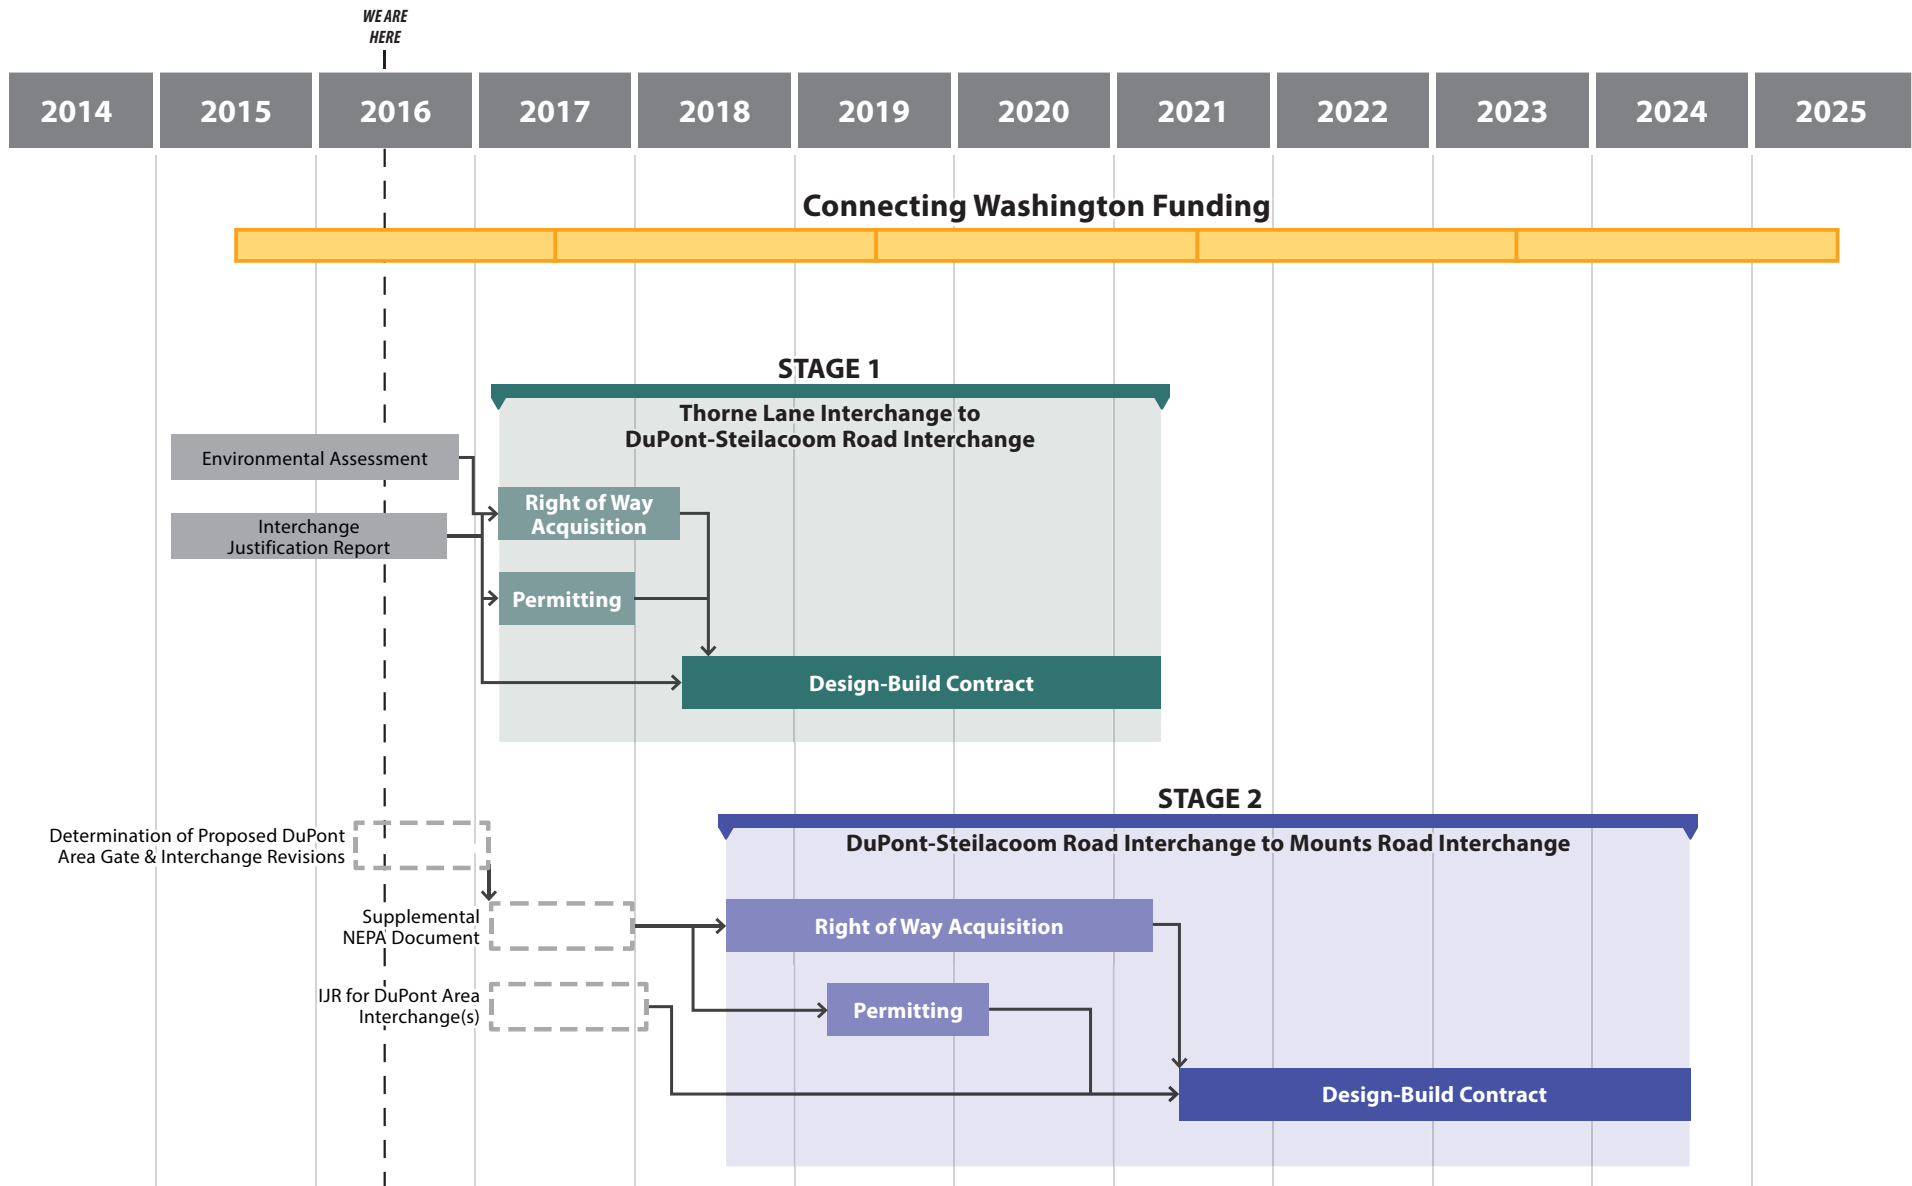 WE ARE
HERE
2014 2015 2016 2017 2018 2019 2020 2021 2022 2023 2024 2025
Connecting Washington Funding
STAGE 1
Thorne Lane Interchange to
DuPont-Steilacoom Road Interchange
Environmental Assessment
Interchange
Justification Report
Right of Way
Acquisition
Permitting
Design-Build Contract
STAGE 2
DuPont-Steilacoom Road Interchange to Mounts Road Interchange
Determination of Proposed DuPont
Area Gate & Interchange Revisions
Supplemental
NEPA Document
IJR for DuPont Area
Interchange(s)
Right of Way Acquisition
Permitting
Design-Build Contract